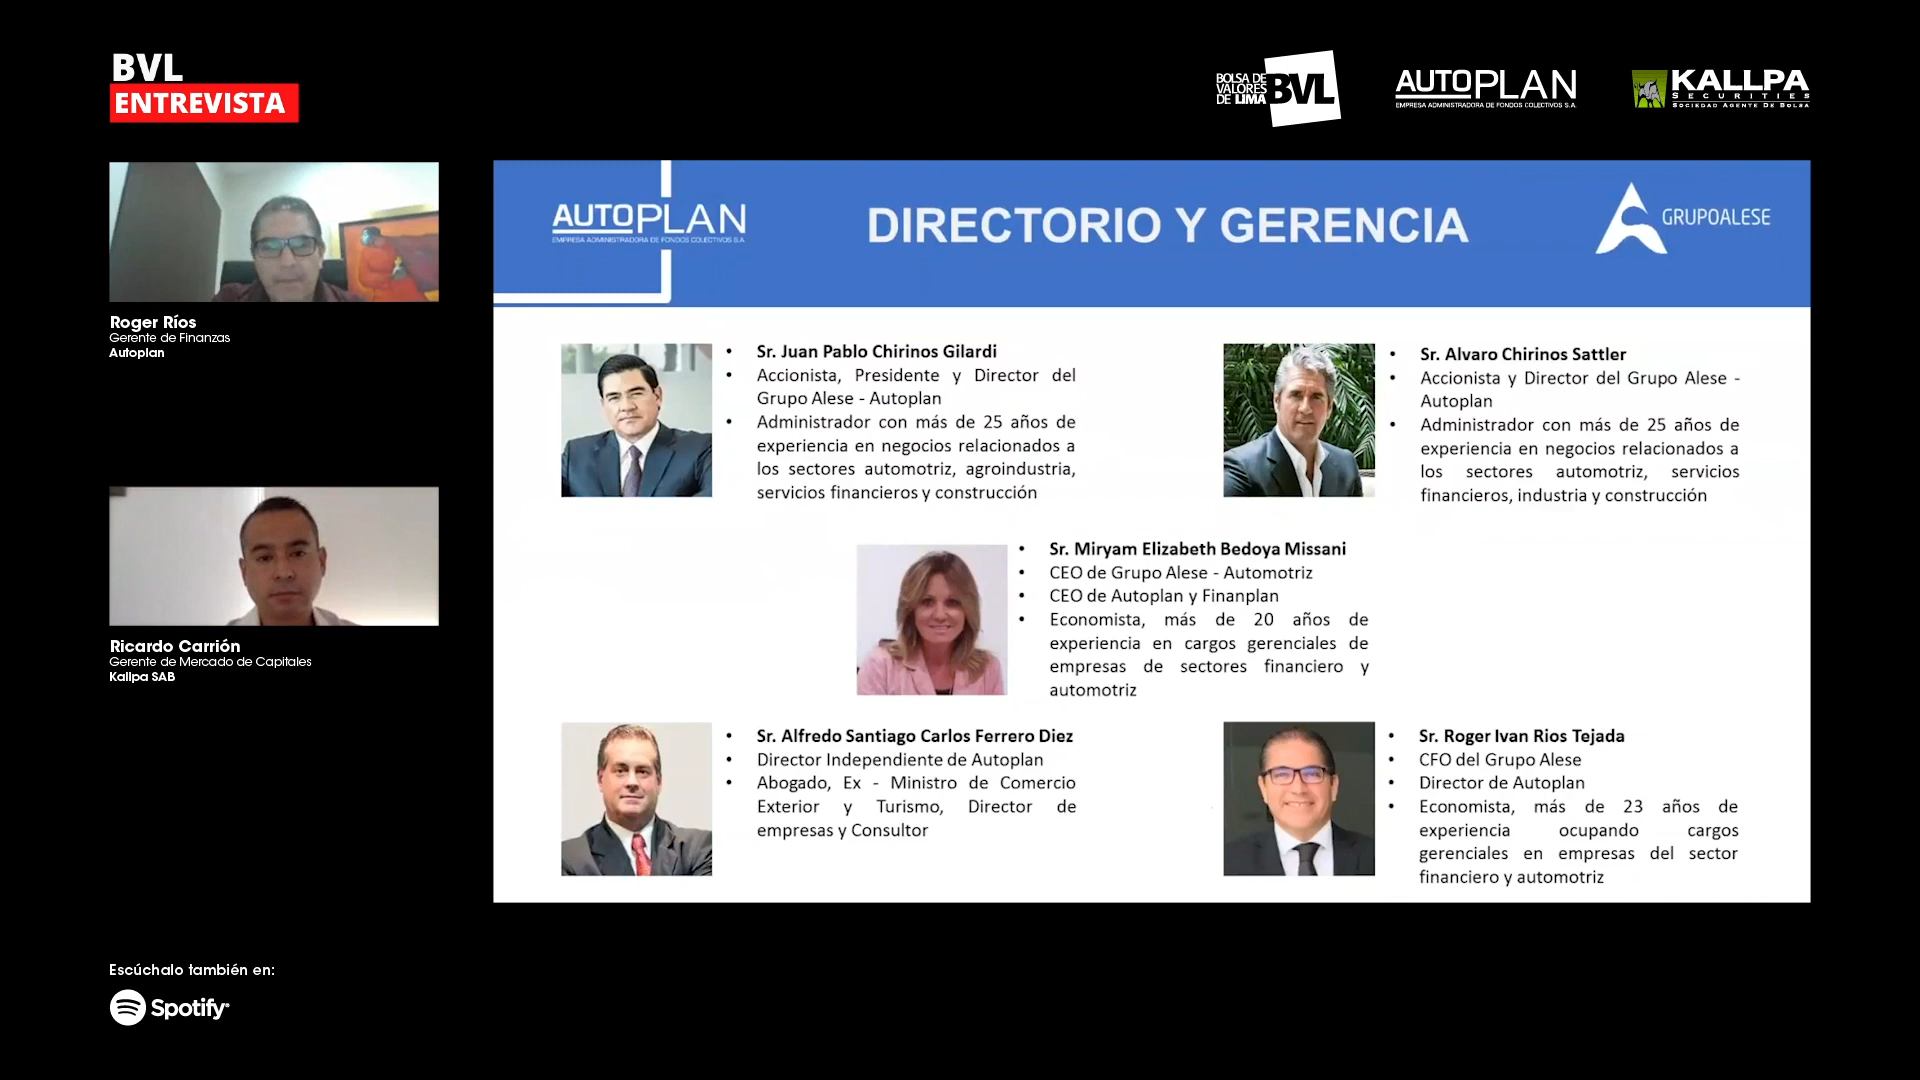 BVL
ENTREVISTA
BOLSA DE
VALORES
DE LIMA
BVL
AUTOPLAN
EMPRESA ADMINISTRADORA DE FONDOS COLECTIVOS S.A.
KALLPA
SECURITIES
SOCIEDAD AGENTE DE BOLSA
Roger Ríos
Gerente de Finanzas
Autoplan
Ricardo Carrión
Gerente de Mercado de Capitales
Kallpa SAB
AUTOPLAN
EMPRESA ADMINISTRADORA DE FONDOS COLECTIVOS S.A.
DIRECTORIO Y GERENCIA
GRUPOALESE
• Sr. Juan Pablo Chirinos Gilardi
• Accionista, Presidente y Director del
Grupo Alese - Autoplan
• Administrador con más de 25 años de
experiencia en negocios relacionados a
los sectores automotriz, agroindustria,
servicios financieros y construcción
• Sr. Alvaro Chirinos Sattler
• Accionista y Director del Grupo Alese -
Autoplan
• Administrador con más de 25 años de
experiencia en negocios relacionados a
los sectores automotriz, servicios
financieros, industria y construcción
• Sr. Miryam Elizabeth Bedoya Missani
• CEO de Grupo Alese - Automotriz
CEO de Autoplan y Finanplan
• Economista, más de 20 años de
experiencia en cargos gerenciales de
empresas de sectores financiero y
automotriz
• Sr. Alfredo Santiago Carlos Ferrero Diez
• Director Independiente de Autoplan
• Abogado, Ex - Ministro de Comercio
Exterior y Turismo, Director de
empresas y Consultor
• Sr. Roger Ivan Rios Tejada
• CFO del Grupo Alese
• Director de Autoplan
• Economista, más de 23 años de
experiencia ocupando cargos
gerenciales en empresas del sector
financiero y automotriz
Escúchalo también en:
Spotify